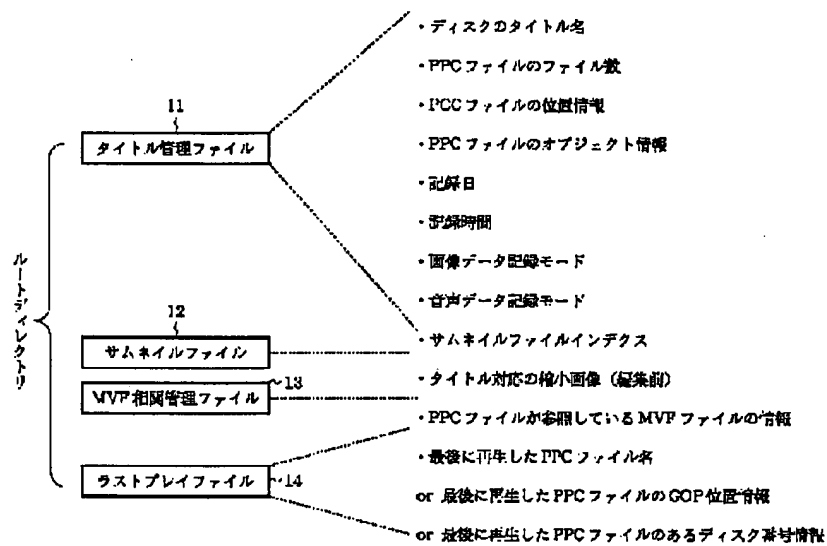 ・ディスクのタイトル名
・PPCファイルのファイル数
・PCCファイルの位置情報
・PPCファイルのオブジェクト情報
・記録日
・記録時間
・画像データ記録モード
・音声データ記録モード
・サムネイルファイルインデクス
・タイトル対応の縮小画像（編集前）
・PPCファイルが参照しているMVFファイルの情報
・最後に再生したPPCファイル名
or 最後に再生したPPCファイルのGOP位置情報
or 最後に再生したPPCファイルのあるディスク番号情報
ルートディレクトリ
11
タイトル管理ファイル
12
サムネイルファイル
13
MVF相関管理ファイル
ラストプレイファイル
14